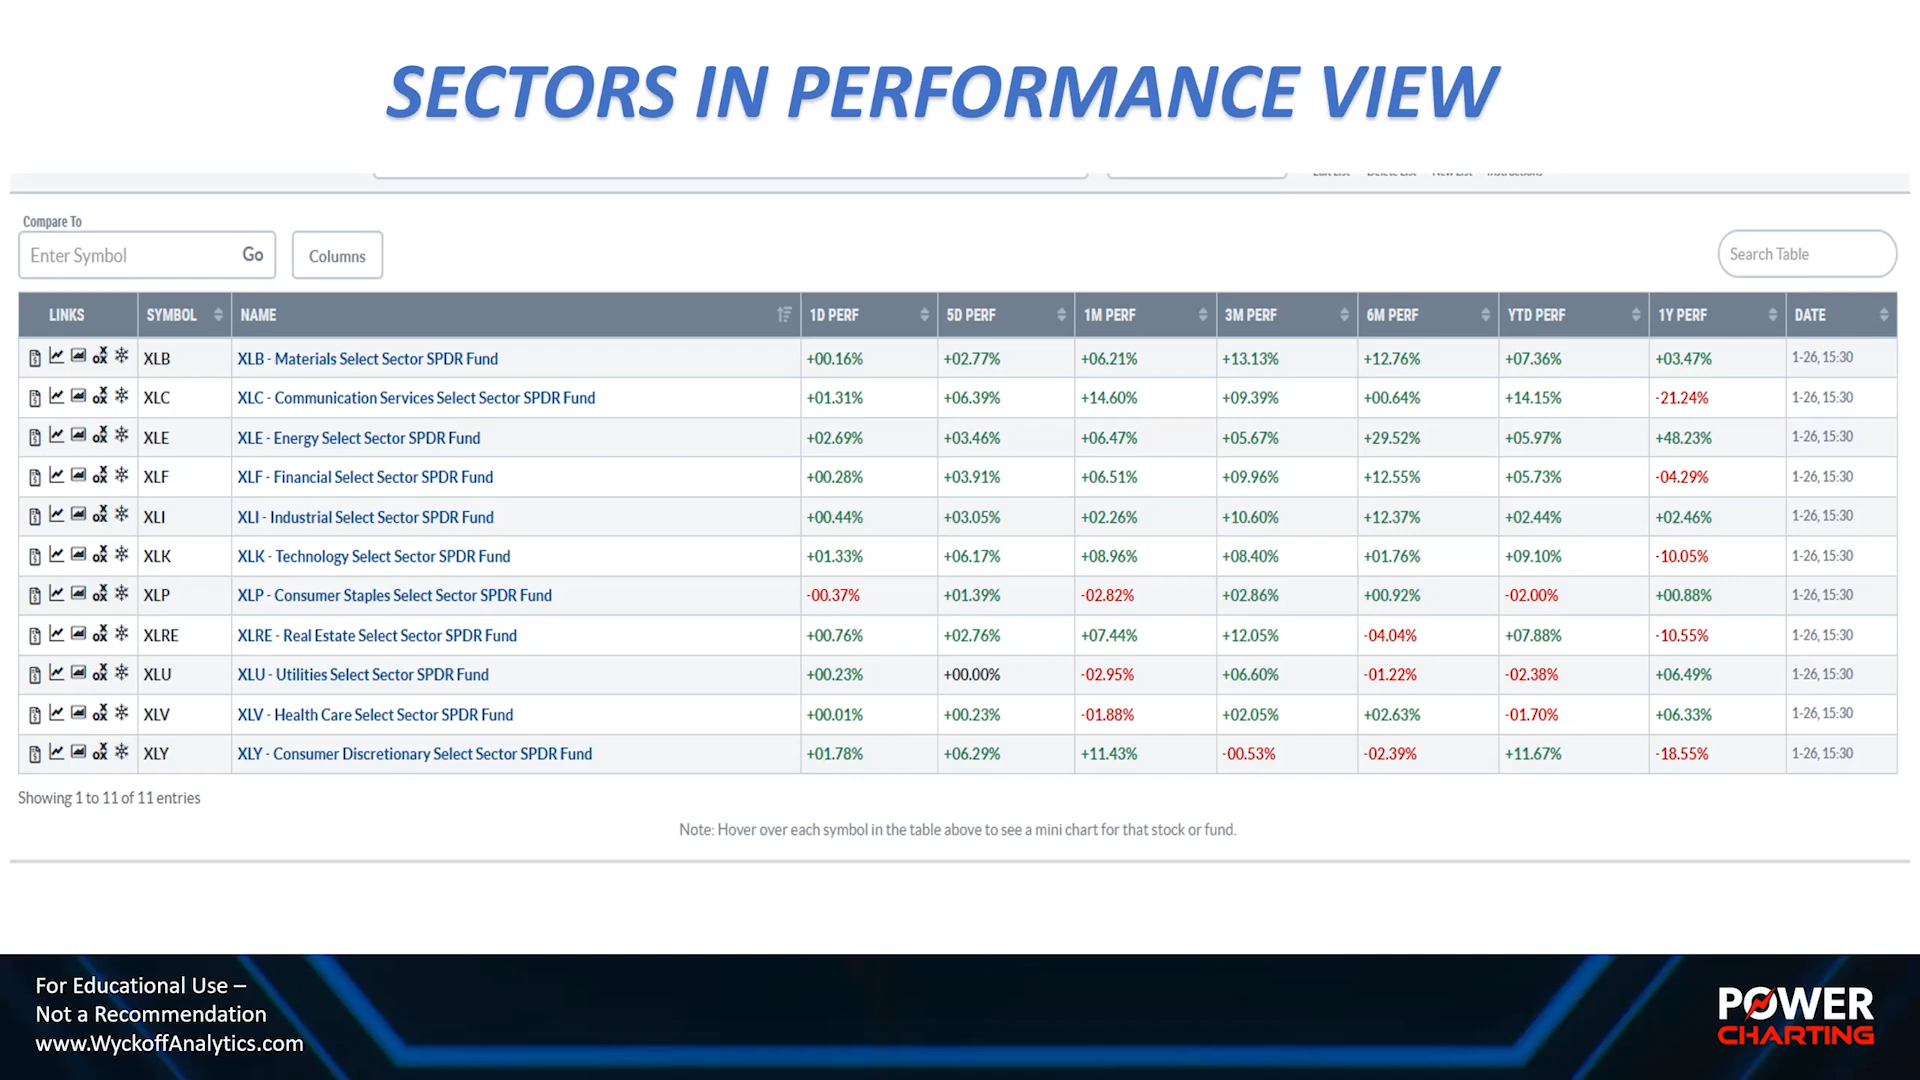 SECTORS IN PERFORMANCE VIEW
Compare To
Enter Symbol Go Columns Search Table
LINKS SYMBOL NAME 1D PERF 5D PERF 1M PERF 3M PERF 6M PERF YTD PERF 1Y PERF DATE
XLB XLB - Materials Select Sector SPDR Fund +00.16% +02.77% +06.21% +13.13% +12.76% +07.36% +03.47% 1-26, 15:30
XLC XLC - Communication Services Select Sector SPDR Fund +01.31% +06.39% +14.60% +09.39% +00.64% +14.15% -21.24% 1-26, 15:30
XLE XLE - Energy Select Sector SPDR Fund +02.69% +03.46% +06.47% +05.67% +29.52% +05.97% +48.23% 1-26, 15:30
XLF XLF - Financial Select Sector SPDR Fund +00.28% +03.91% +06.51% +09.96% +12.55% +05.73% -04.29% 1-26, 15:30
XLI XLI - Industrial Select Sector SPDR Fund +00.44% +03.05% +02.26% +10.60% +12.37% +02.44% +02.46% 1-26, 15:30
XLK XLK - Technology Select Sector SPDR Fund +01.33% +06.17% +08.96% +08.40% +01.76% +09.10% -10.05% 1-26, 15:30
XLP XLP - Consumer Staples Select Sector SPDR Fund -00.37% +01.39% -02.82% +02.86% +00.92% -02.00% +00.88% 1-26, 15:30
XLRE XLRE - Real Estate Select Sector SPDR Fund +00.76% +02.76% +07.44% +12.05% -04.04% +07.88% -10.55% 1-26, 15:30
XLU XLU - Utilities Select Sector SPDR Fund +00.23% +00.00% -02.95% +06.60% -01.22% -02.38% +06.49% 1-26, 15:30
XLV XLV - Health Care Select Sector SPDR Fund +00.01% +00.23% -01.88% +02.05% +02.63% -01.70% +06.33% 1-26, 15:30
XLY XLY - Consumer Discretionary Select Sector SPDR Fund +01.78% +06.29% +11.43% -00.53% -02.39% +11.67% -18.55% 1-26, 15:30
Showing 1 to 11 of 11 entries
Note: Hover over each symbol in the table above to see a mini chart for that stock or fund.
For Educational Use –
Not a Recommendation
www.WyckoffAnalytics.com
POWER
CHARTING